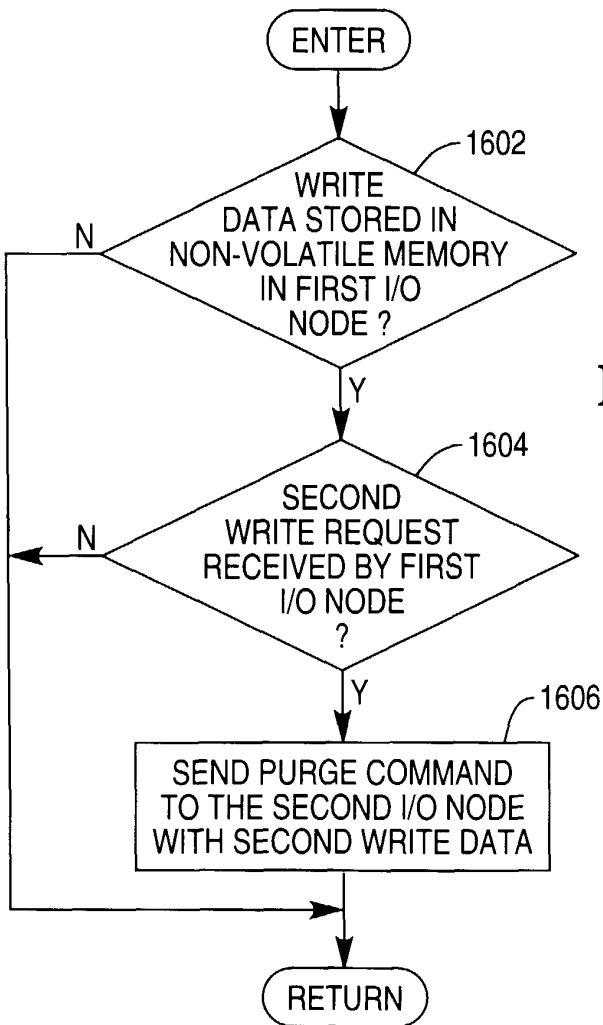 ENTER
1602
WRITE
DATA STORED IN
NON-VOLATILE MEMORY
IN FIRST I/O
NODE ?
N
Y
1604
SECOND
WRITE REQUEST
RECEIVED BY FIRST
I/O NODE
?
N
Y
1606
SEND PURGE COMMAND
TO THE SECOND I/O NODE
WITH SECOND WRITE DATA
RETURN